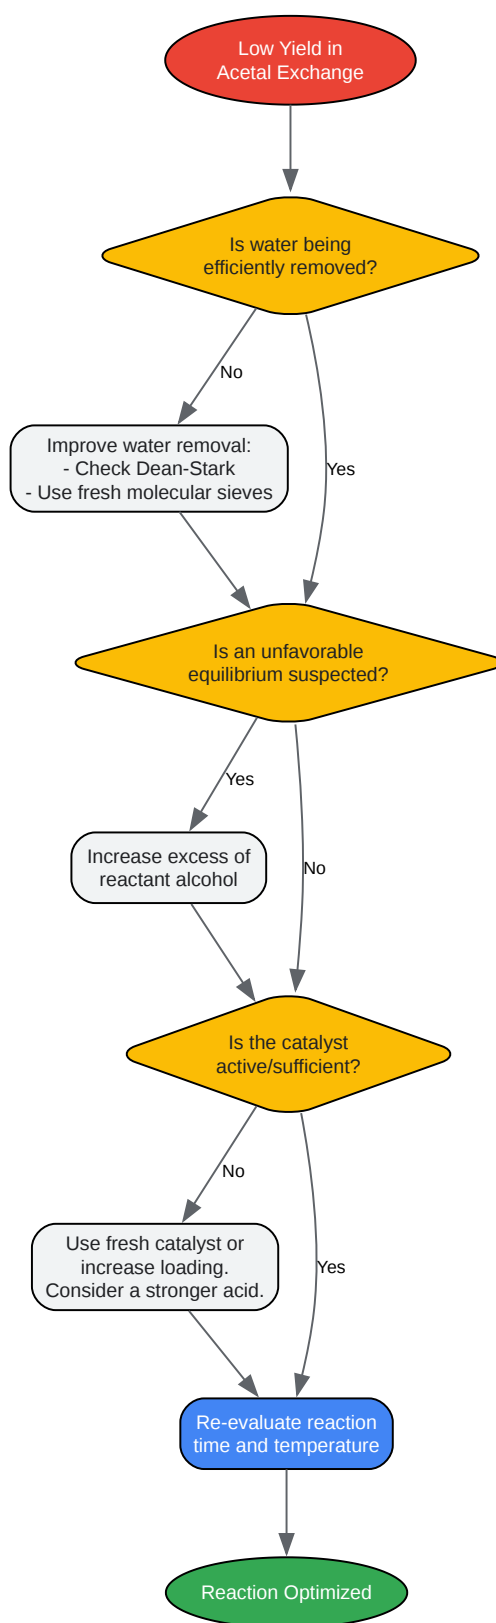 Low Yield in
Acetal Exchange
Is water being
efficiently removed?
No
Yes
Improve water removal:
- Check Dean-Stark
- Use fresh molecular sieves
Is an unfavorable
equilibrium suspected?
Yes
No
Increase excess of
reactant alcohol
Is the catalyst
active/sufficient?
No
Yes
Use fresh catalyst or
increase loading.
Consider a stronger acid.
Re-evaluate reaction
time and temperature
Reaction Optimized